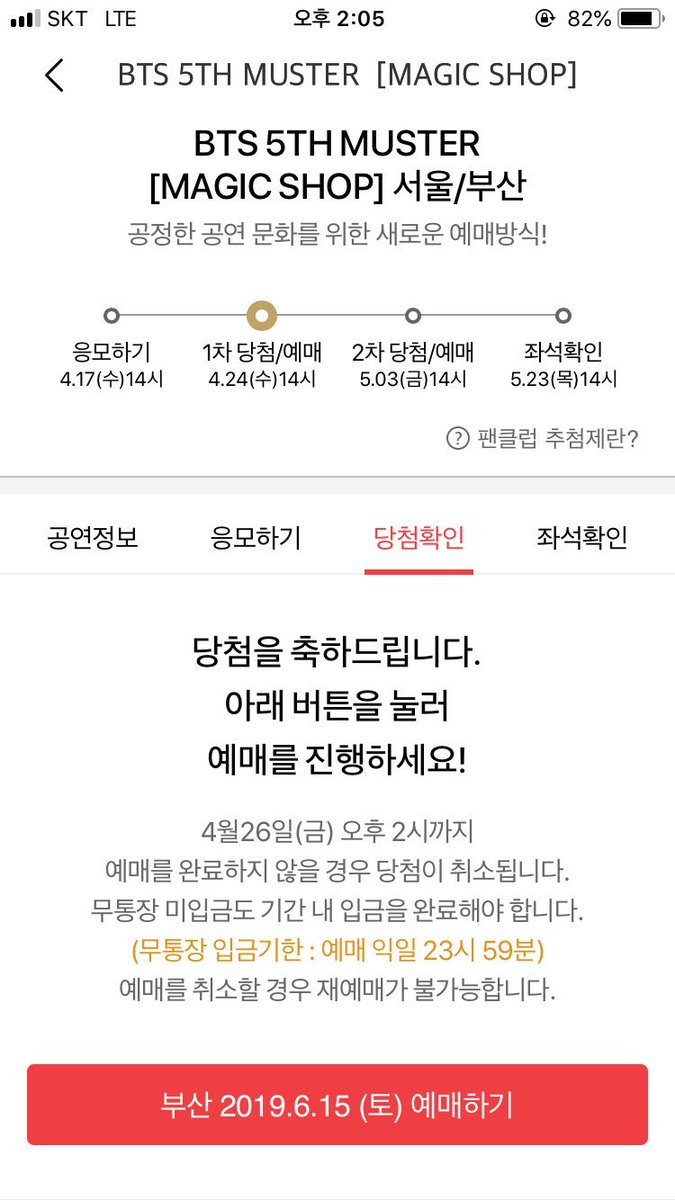 SKT LTE 오후 2:05 82%
BTS 5TH MUSTER [MAGIC SHOP]
BTS 5TH MUSTER
[MAGIC SHOP] 서울/부산
공정한 공연 문화를 위한 새로운 예매방식!
응모하기 1차 당첨/예매 2차 당첨/예매 좌석확인
4.17(수)14시 4.24(수)14시 5.03(금)14시 5.23(목)14시
? 팬클럽 추첨제란?
공연정보 응모하기 당첨확인 좌석확인
당첨을 축하드립니다.
아래 버튼을 눌러
예매를 진행하세요!
4월26일(금) 오후 2시까지
예매를 완료하지 않을 경우 당첨이 취소됩니다.
무통장 미입금도 기간 내 입금을 완료해야 합니다.
(무통장 입금기한 : 예매 익일 23시 59분)
예매를 취소할 경우 재예매가 불가능합니다.
부산 2019.6.15 (토) 예매하기